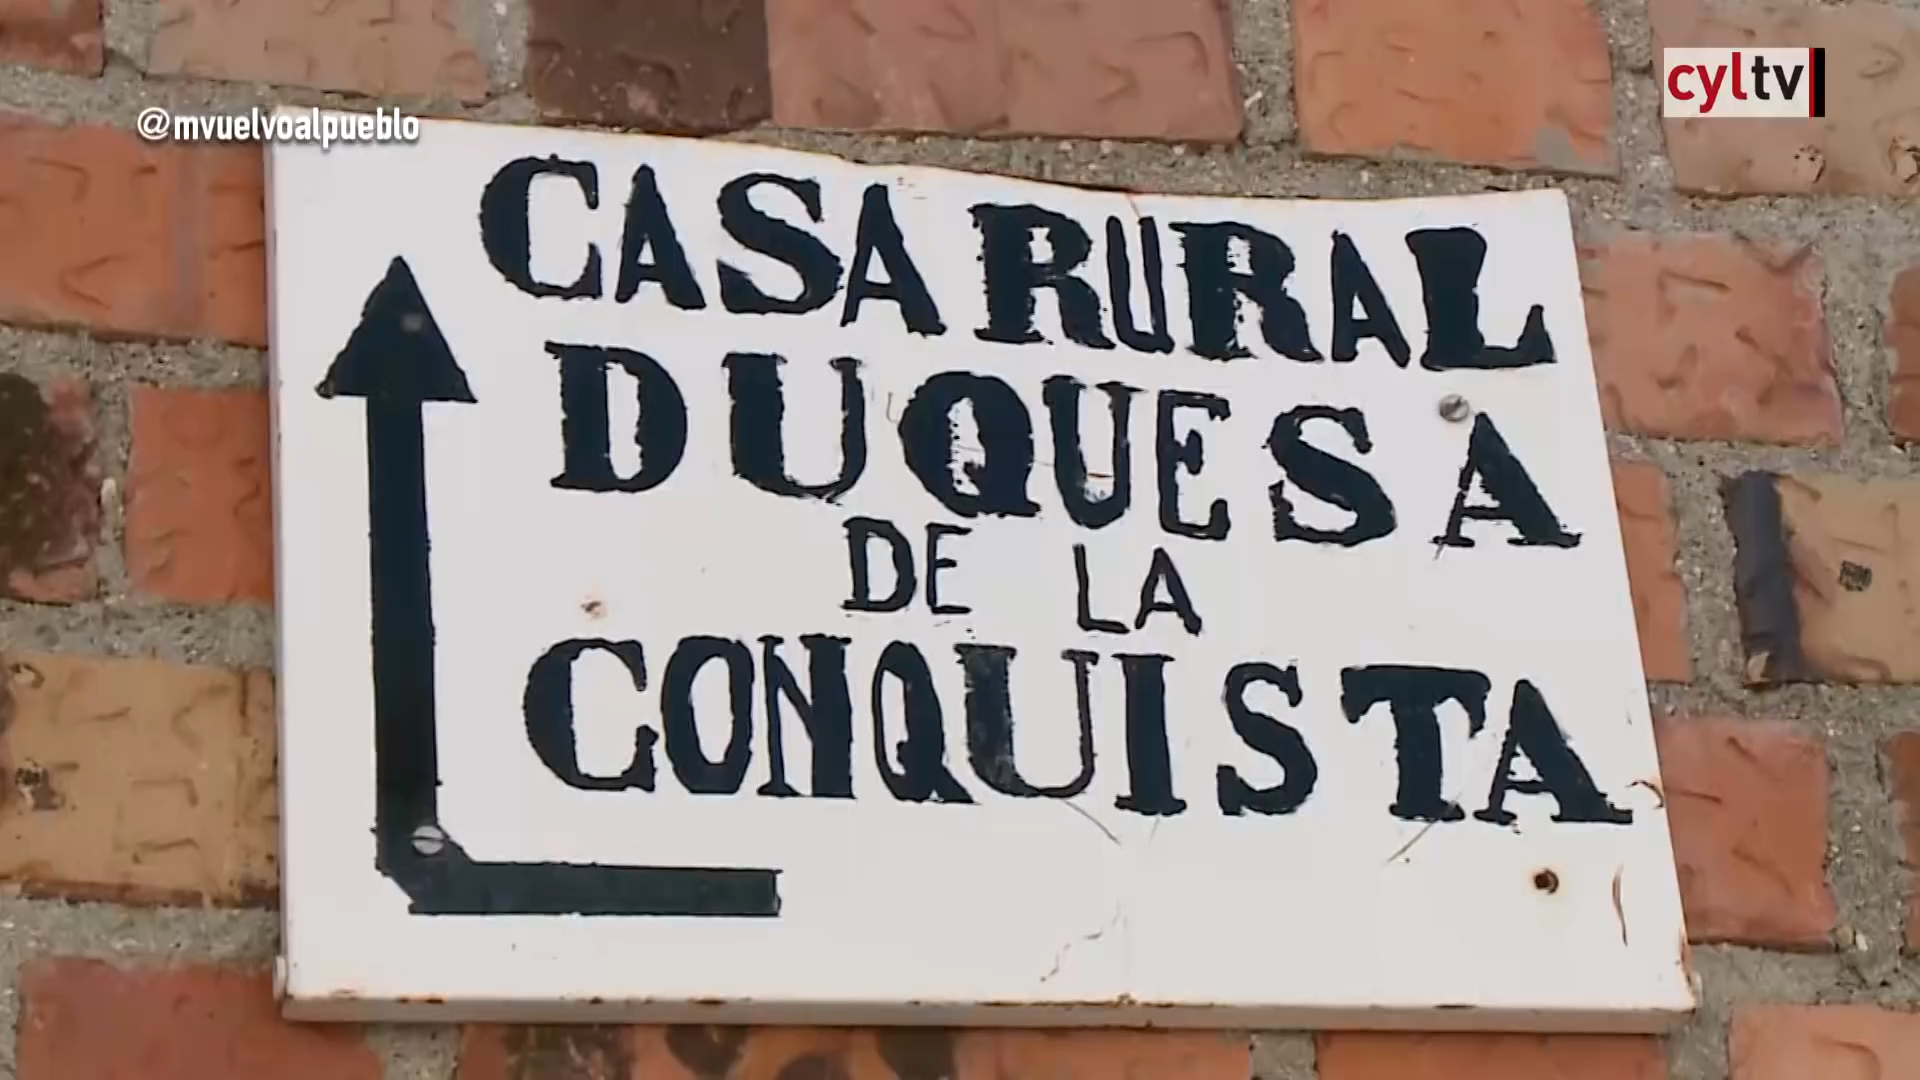 @mvuelvoalpueblo
cyltv
CASA RURAL
DUQUESA
DE LA
CONQUISTA